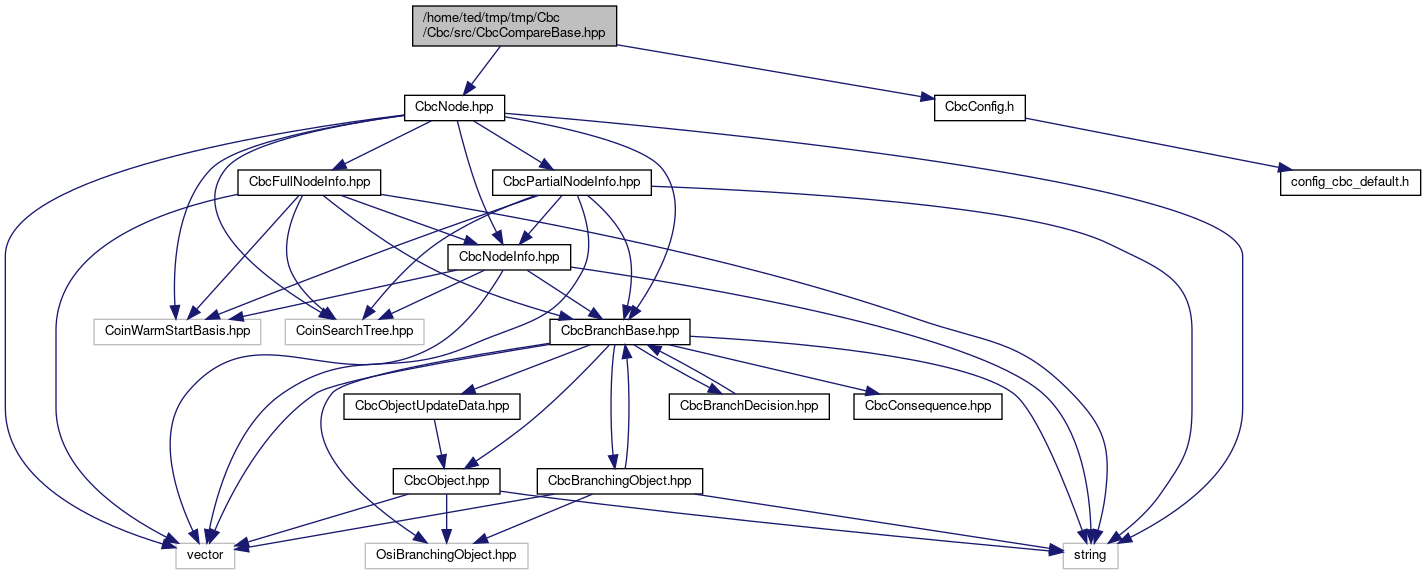 /home/ted/tmp/tmp/Cbc
/Cbc/src/CbcCompareBase.hpp
CbcNode.hpp
CbcConfig.h
CbcFullNodeInfo.hpp
CbcPartialNodeInfo.hpp
config_cbc_default.h
CbcNodeInfo.hpp
CoinWarmStartBasis.hpp
CoinSearchTree.hpp
CbcBranchBase.hpp
CbcObjectUpdateData.hpp
CbcBranchDecision.hpp
CbcConsequence.hpp
CbcObject.hpp
CbcBranchingObject.hpp
vector
OsiBranchingObject.hpp
string